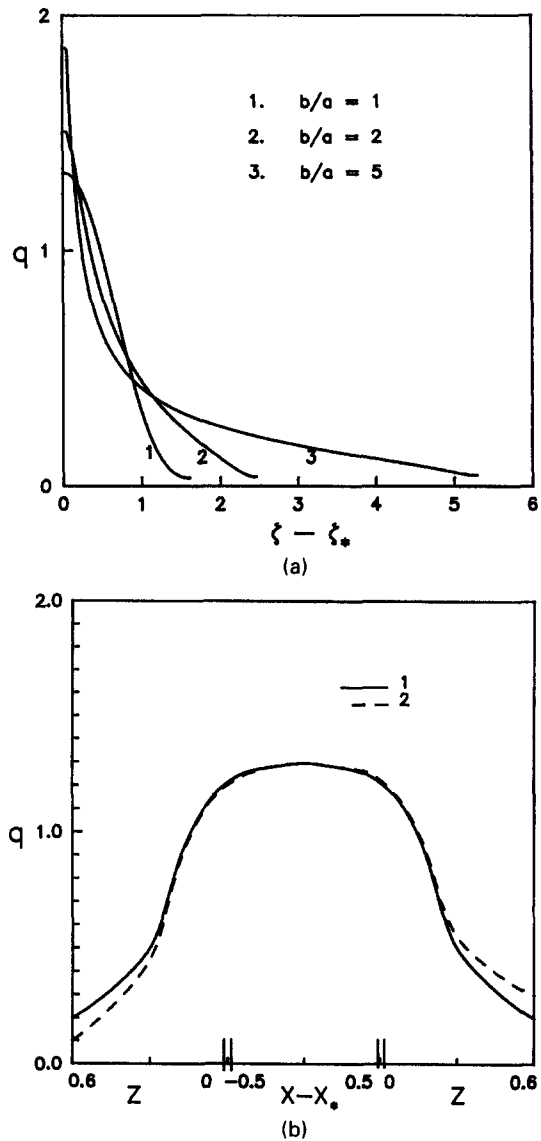 2
1. b/a = 1
2. b/a = 2
3. b/a = 5
q
1
1
2
3
0
0 1 2 3 4 5 6
ζ − ζ*
(a)
2.0
1
2
q
1.0
0.0
0.6 0 −0.5 0.5 0 0.6
Z X−X* Z
(b)